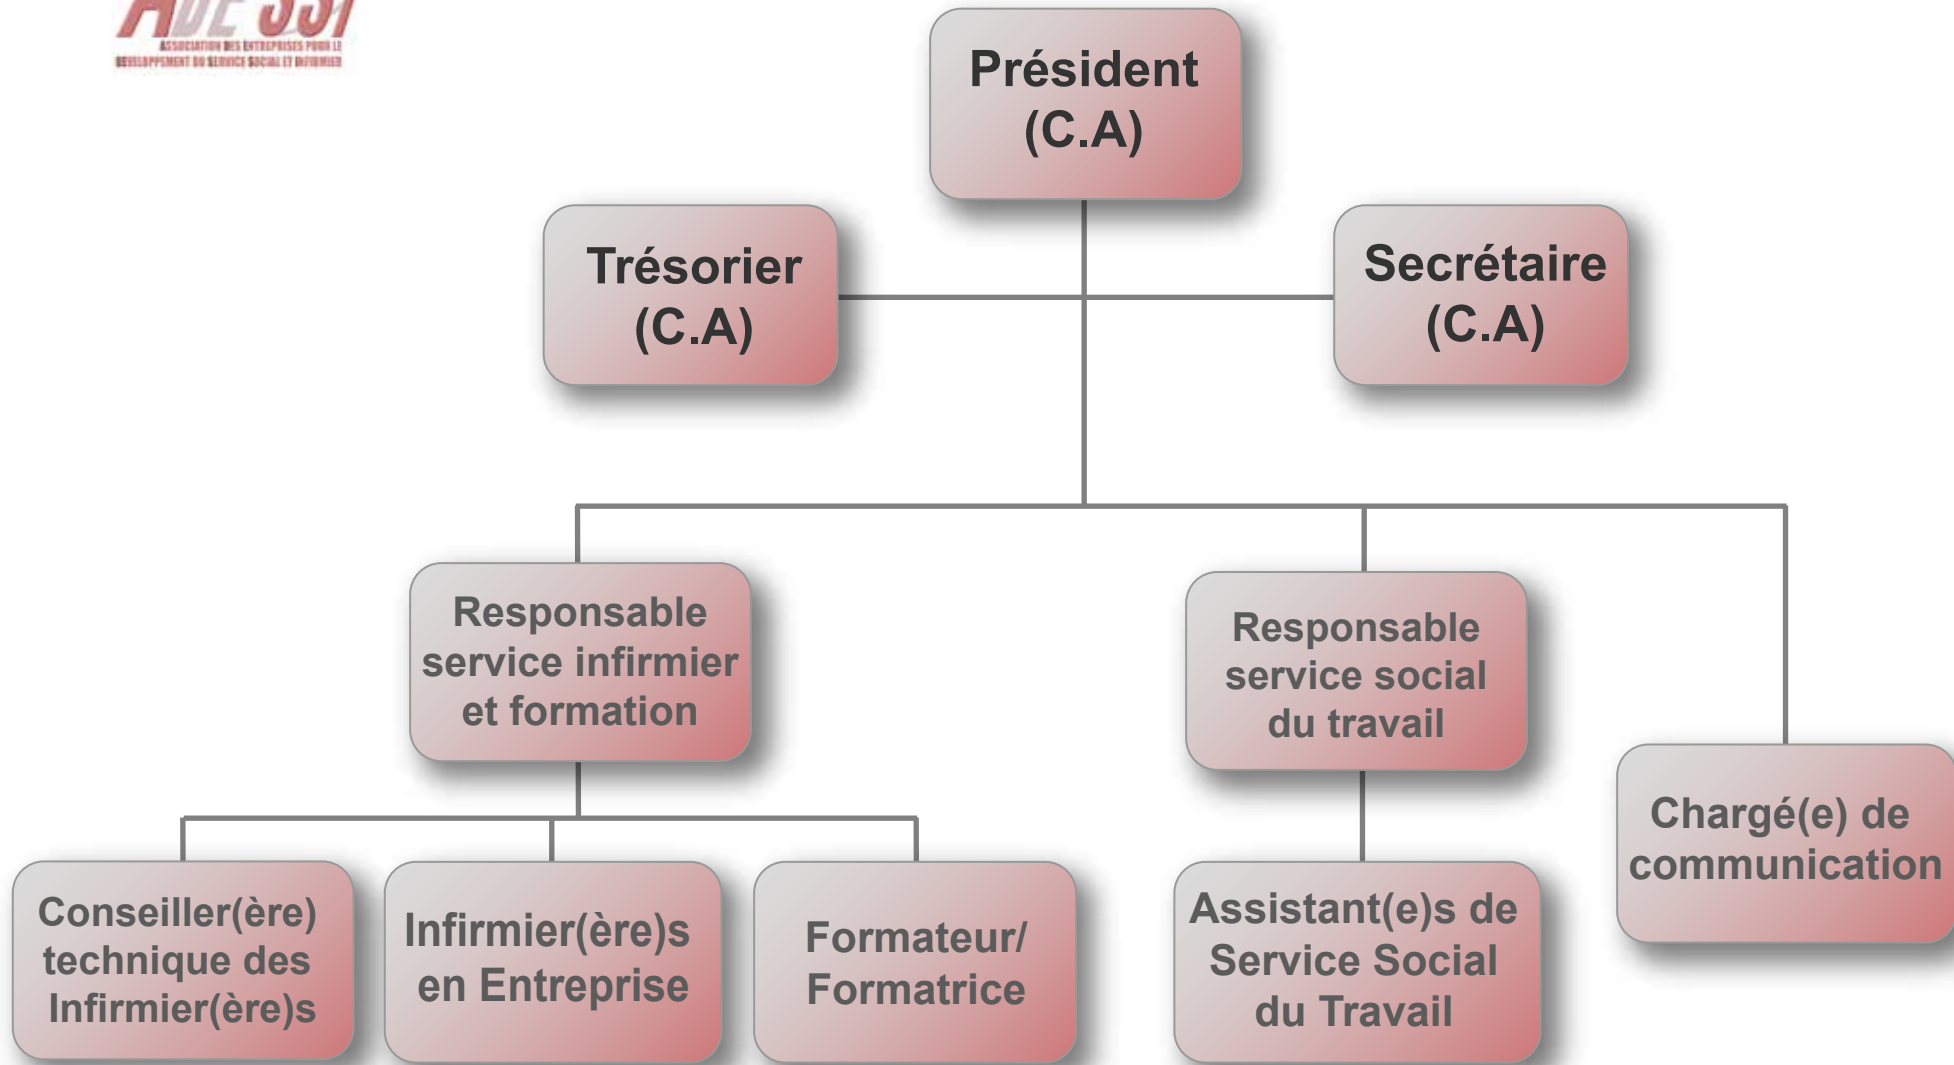 ADESSI
ASSOCIATION DES ENTREPRISES POUR LE
DEVELOPPEMENT DU SERVICE SOCIAL ET INFIRMIER
Président
(C.A)
Trésorier
(C.A)
Secrétaire
(C.A)
Responsable
service infirmier
et formation
Responsable
service social
du travail
Chargé(e) de
communication
Conseiller(ère)
technique des
Infirmier(ère)s
Infirmier(ère)s
en Entreprise
Formateur/
Formatrice
Assistant(e)s de
Service Social
du Travail